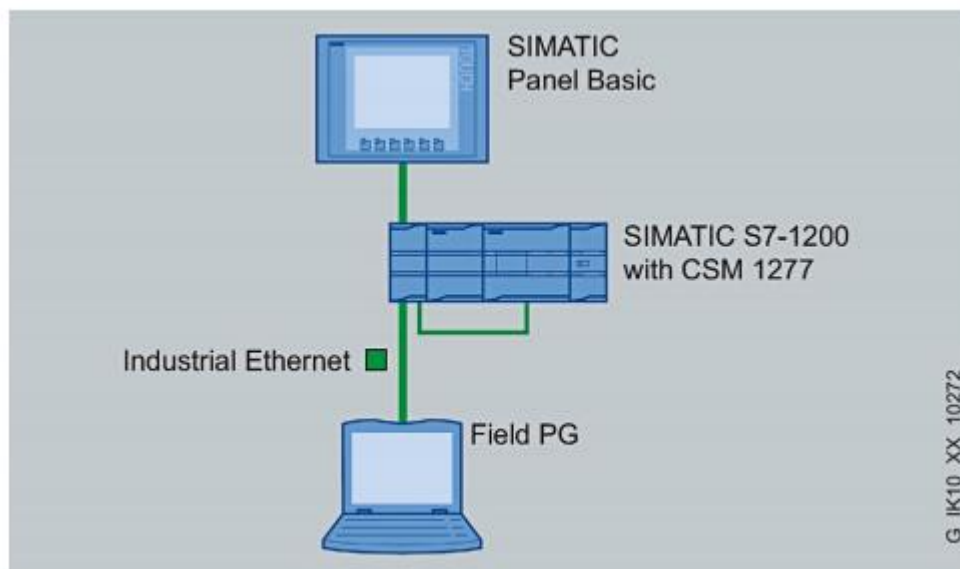 SIMATIC
Panel Basic
SIMATIC S7-1200
with CSM 1277
Industrial Ethernet
Field PG
G_IK10_XX_10272